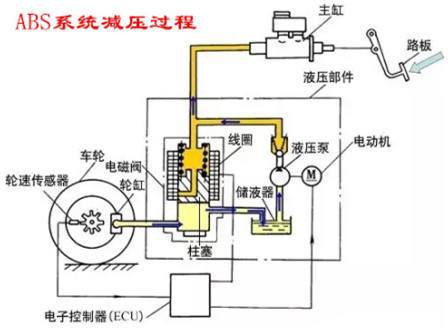 ABS系统减压过程
主缸
路板
液压部件
线圈
液压泵
电动机
电磁阀
车轮
轮速传感器
轮缸
储液器
M
柱塞
电子控制器(ECU)